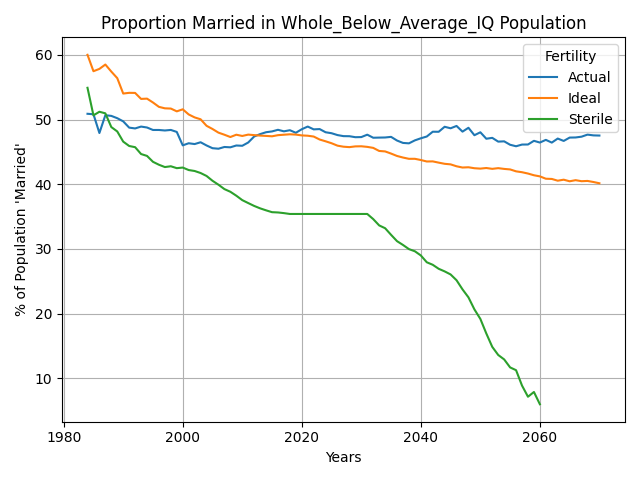 Proportion Married in Whole_Below_Average_IQ Population
% of Population 'Married'
60
50
40
30
20
10
Fertility
Actual
Ideal
Sterile
1980
2000
2020
2040
2060
Years